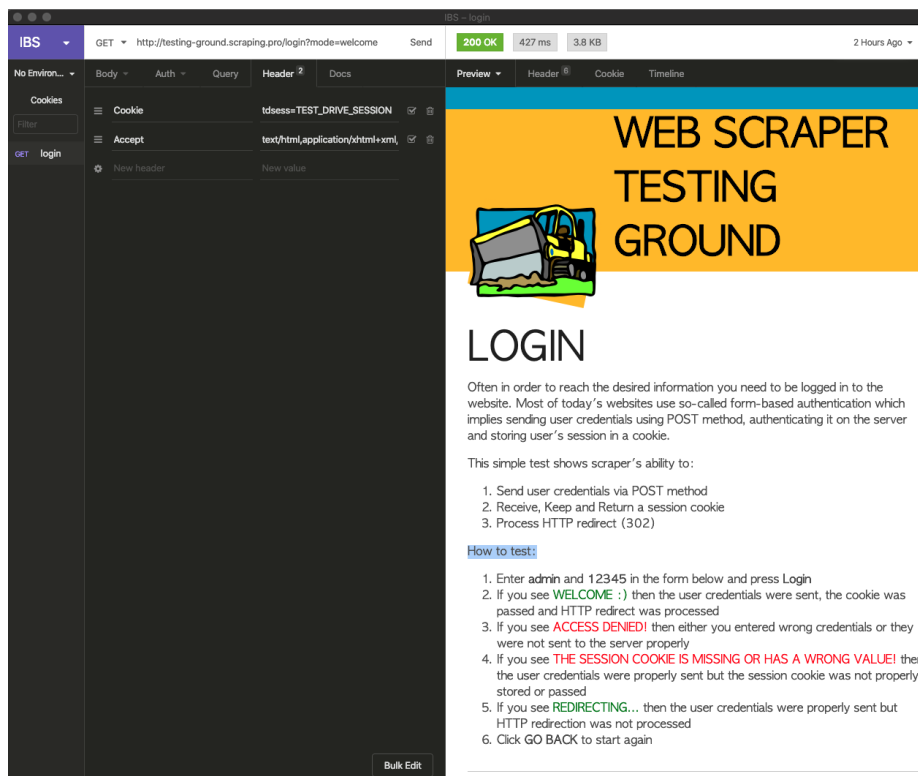 IBS – login
IBS
GET http://testing-ground.scraping.pro/login?mode=welcome Send
200 OK 427 ms 3.8 KB 2 Hours Ago
No Environ...
Body Auth Query Header 2 Docs
Preview Header 6 Cookie Timeline
Cookies
Filter
GET login
Cookie tdsess=TEST_DRIVE_SESSION
Accept text/html,application/xhtml+xml,
New header New value
Bulk Edit
WEB SCRAPER
TESTING
GROUND
LOGIN
Often in order to reach the desired information you need to be logged in to the
website. Most of today's websites use so-called form-based authentication which
implies sending user credentials using POST method, authenticating it on the server
and storing user's session in a cookie.
This simple test shows scraper's ability to:
1. Send user credentials via POST method
2. Receive, Keep and Return a session cookie
3. Process HTTP redirect (302)
How to test:
1. Enter admin and 12345 in the form below and press Login
2. If you see WELCOME :) then the user credentials were sent, the cookie was
passed and HTTP redirect was processed
3. If you see ACCESS DENIED! then either you entered wrong credentials or they
were not sent to the server properly
4. If you see THE SESSION COOKIE IS MISSING OR HAS A WRONG VALUE! then
the user credentials were properly sent but the session cookie was not properly
stored or passed
5. If you see REDIRECTING... then the user credentials were properly sent but
HTTP redirection was not processed
6. Click GO BACK to start again